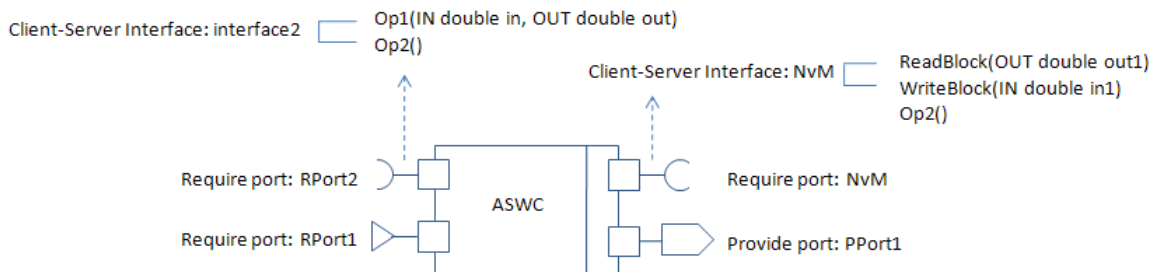 Client-Server Interface: interface2
Op1(IN double in, OUT double out)
Op2()
Client-Server Interface: NvM
ReadBlock(OUT double out1)
WriteBlock(IN double in1)
Op2()
Require port: RPort2
ASWC
Require port: NvM
Require port: RPort1
Provide port: PPort1